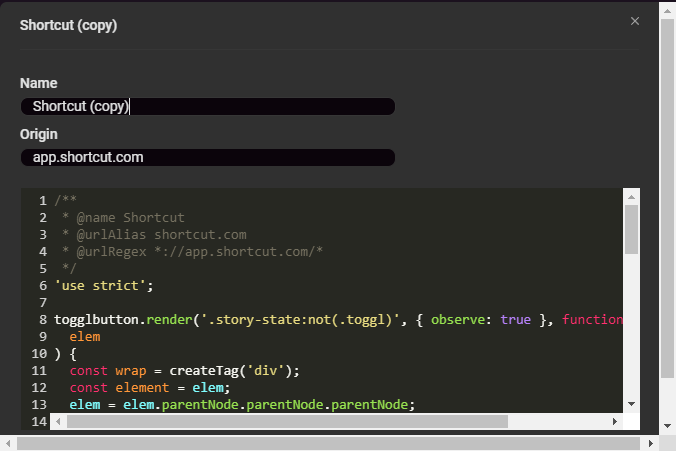 Shortcut (copy)
×
Name
Shortcut (copy)
Origin
app.shortcut.com
1 /**
2  * @name Shortcut
3  * @urlAlias shortcut.com
4  * @urlRegex *://app.shortcut.com/*
5  */
6 'use strict';
7
8 togglbutton.render('.story-state:not(.toggl)', { observe: true }, function
9   elem
10 ) {
11   const wrap = createTag('div');
12   const element = elem;
13   elem = elem.parentNode.parentNode.parentNode;
14